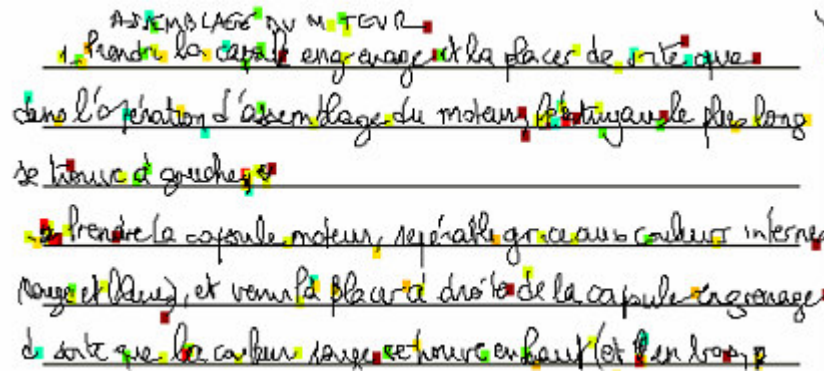 ASSEMBLAGE DU MOTEUR
1. Prendre la capsule engrenage et la placer de sorte que
dans l'opération d'assemblage du moteur, le tuyau le plus long
se trouve à gauche
2. Prendre la capsule moteur, repérable grace aux couleurs internes
rouge et bleu), et venir la placer à droite de la capsule engrenage
de sorte que la couleur rouge se trouve en haut (et en bas)